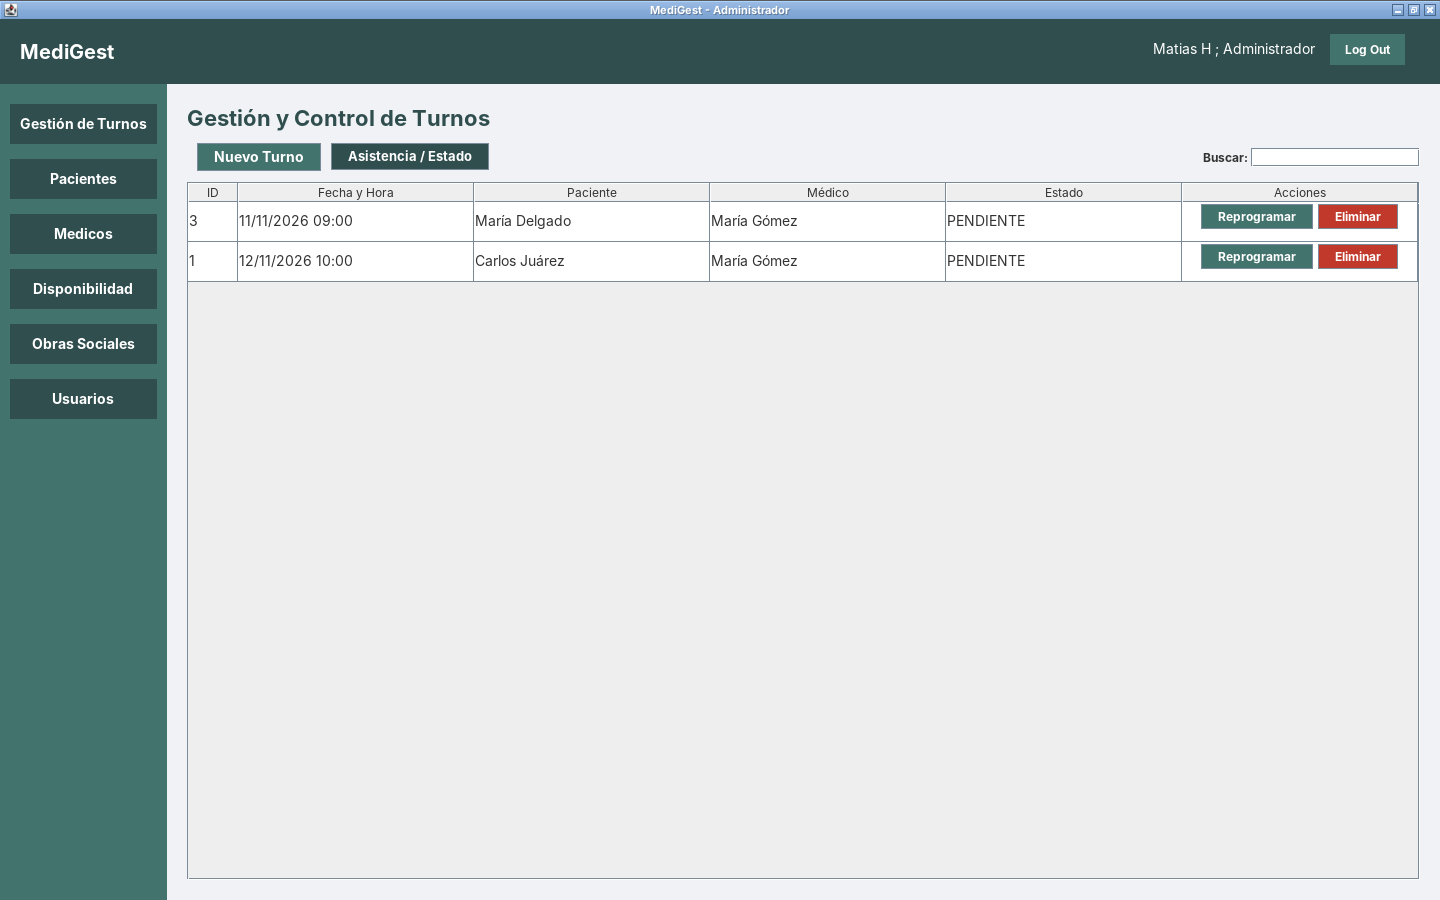 MediGest - Administrador
MediGest
Matias H ; Administrador
Log Out
Gestión de Turnos
Pacientes
Medicos
Disponibilidad
Obras Sociales
Usuarios
Gestión y Control de Turnos
Nuevo Turno
Asistencia / Estado
Buscar:
ID Fecha y Hora Paciente Médico Estado Acciones
3 11/11/2026 09:00 María Delgado María Gómez PENDIENTE Reprogramar Eliminar
1 12/11/2026 10:00 Carlos Juárez María Gómez PENDIENTE Reprogramar Eliminar